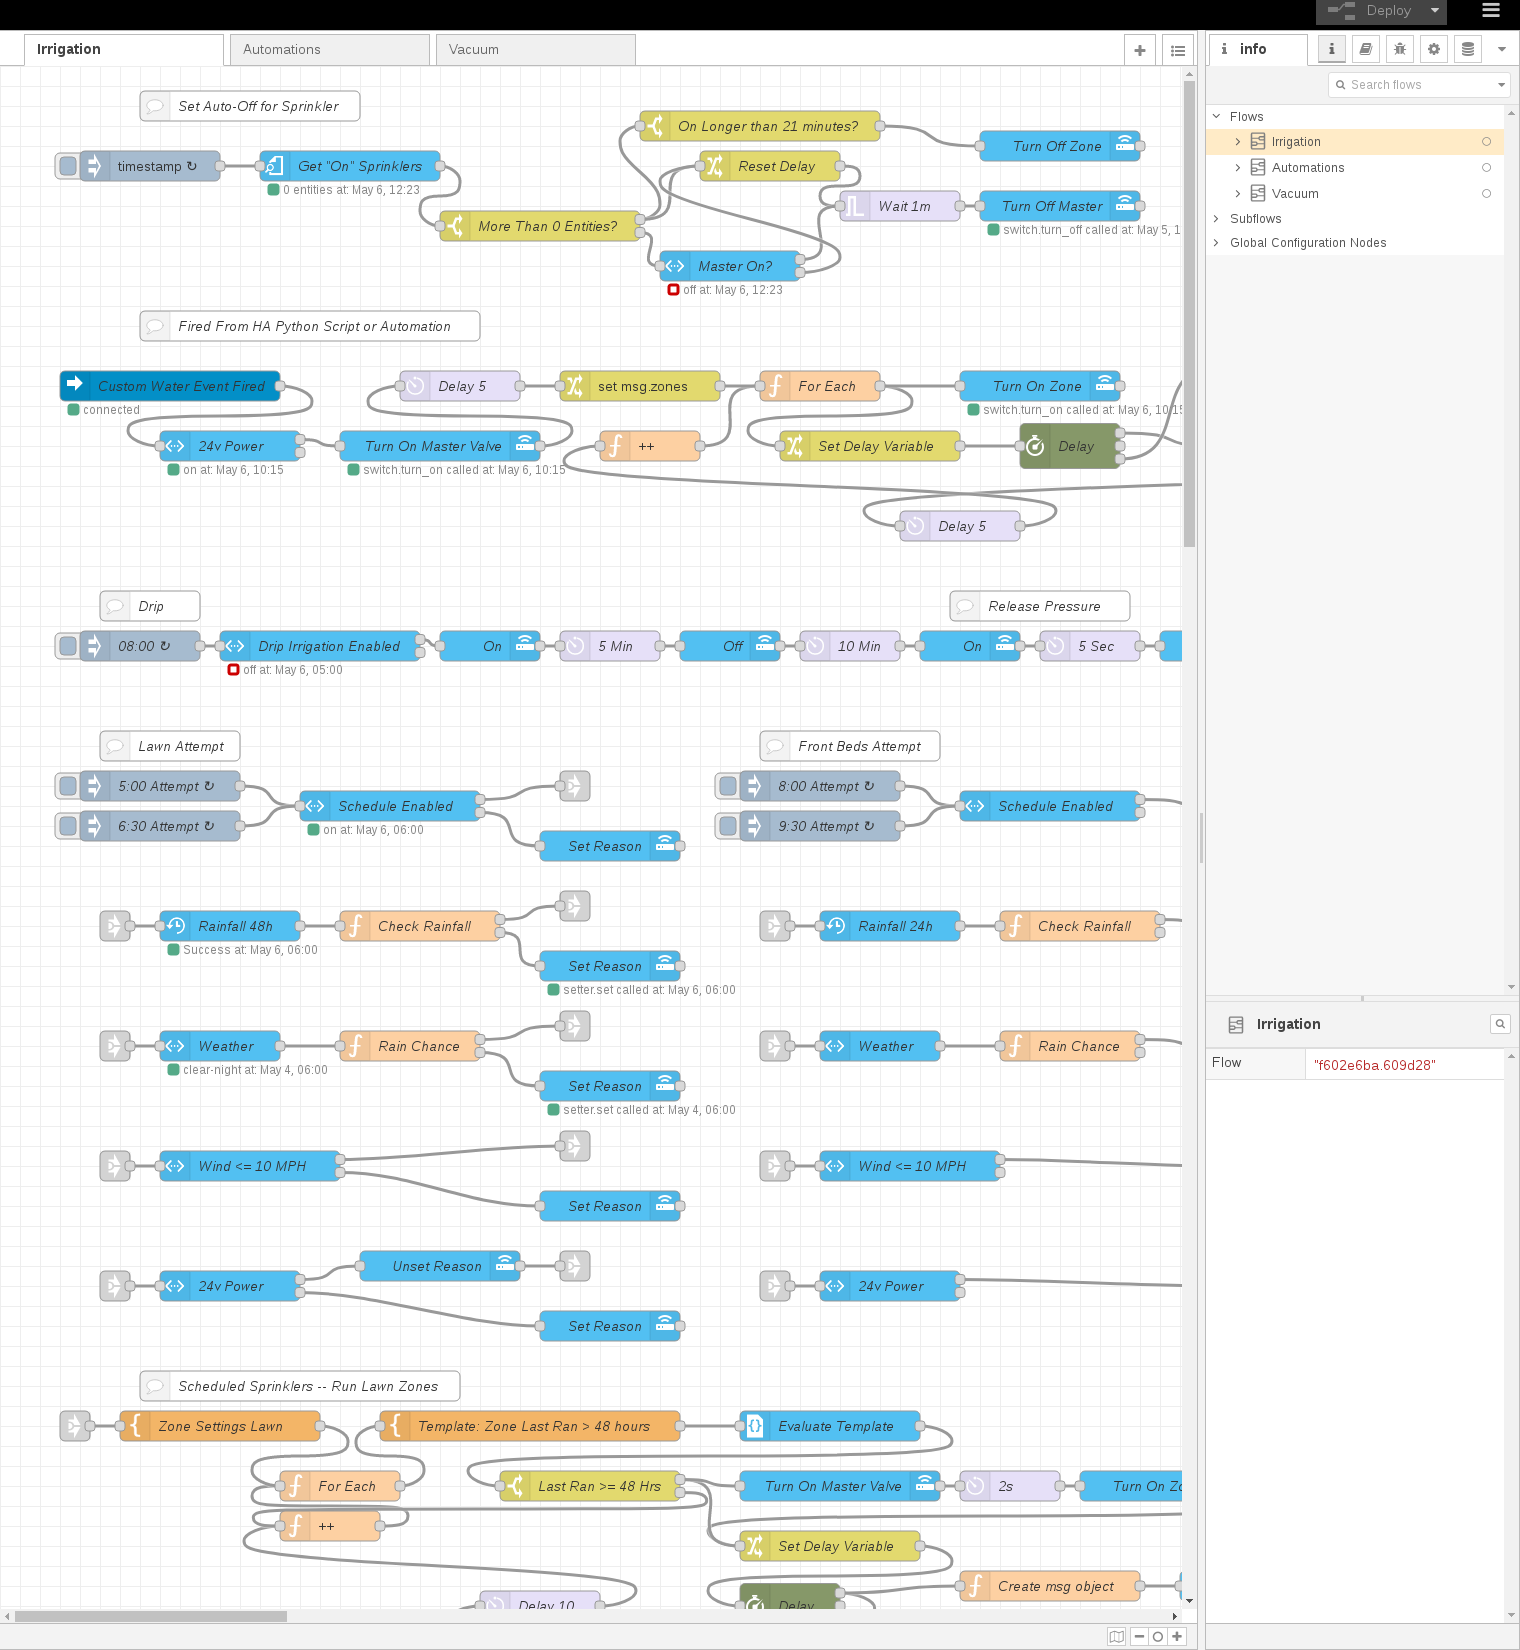 Deploy
Irrigation
Automations
Vacuum
info
Search flows
Flows
Irrigation
Automations
Vacuum
Subflows
Global Configuration Nodes
Set Auto-Off for Sprinkler
On Longer than 21 minutes?
Turn Off Zone
timestamp ↻
Get "On" Sprinklers
Reset Delay
0 entities at: May 6, 12:23
Wait 1m
Turn Off Master
More Than 0 Entities?
switch.turn_off called at: May 5, 1
Master On?
off at: May 6, 12:23
Fired From HA Python Script or Automation
Custom Water Event Fired
Delay 5
set msg.zones
For Each
Turn On Zone
connected
switch.turn_on called at: May 6, 10:15
24v Power
Turn On Master Valve
++
Set Delay Variable
Delay
on at: May 6, 10:15
switch.turn_on called at: May 6, 10:15
Delay 5
Drip
Release Pressure
08:00 ↻
Drip Irrigation Enabled
On
5 Min
Off
10 Min
On
5 Sec
off at: May 6, 05:00
Lawn Attempt
Front Beds Attempt
5:00 Attempt ↻
8:00 Attempt ↻
Schedule Enabled
Schedule Enabled
6:30 Attempt ↻
9:30 Attempt ↻
on at: May 6, 06:00
Set Reason
Rainfall 48h
Check Rainfall
Rainfall 24h
Check Rainfall
Success at: May 6, 06:00
Set Reason
setter.set called at: May 6, 06:00
Weather
Rain Chance
Weather
Rain Chance
clear-night at: May 4, 06:00
Set Reason
setter.set called at: May 4, 06:00
Wind <= 10 MPH
Wind <= 10 MPH
Set Reason
Unset Reason
24v Power
24v Power
Set Reason
Scheduled Sprinklers -- Run Lawn Zones
Zone Settings Lawn
Template: Zone Last Ran > 48 hours
Evaluate Template
For Each
Last Ran >= 48 Hrs
Turn On Master Valve
2s
Turn On Zo
++
Set Delay Variable
Create msg object
Delay 10
Delay
Irrigation
Flow
"f602e6ba.609d28"